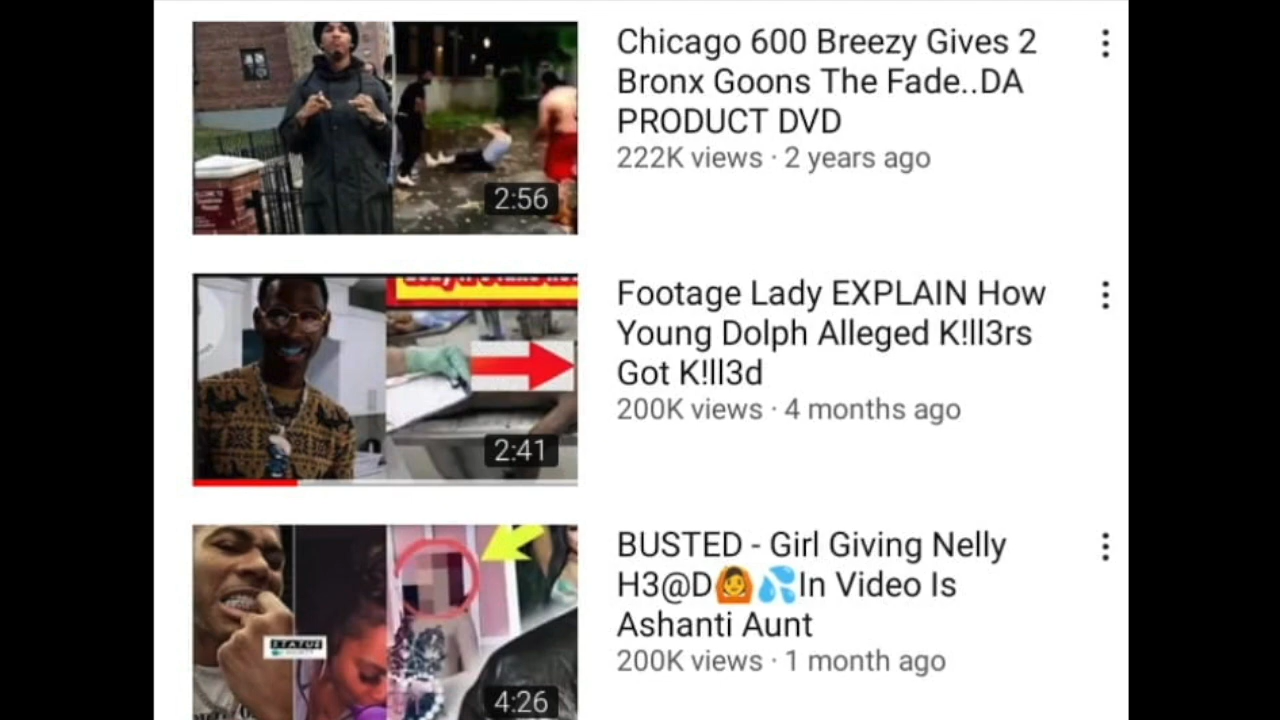 Chicago 600 Breezy Gives 2
Bronx Goons The Fade..DA
PRODUCT DVD
222K views · 2 years ago
2:56
Footage Lady EXPLAIN How
Young Dolph Alleged K!ll3rs
Got K!ll3d
200K views · 4 months ago
2:41
BUSTED - Girl Giving Nelly
H3@D🙆💦In Video Is
Ashanti Aunt
200K views · 1 month ago
4:26